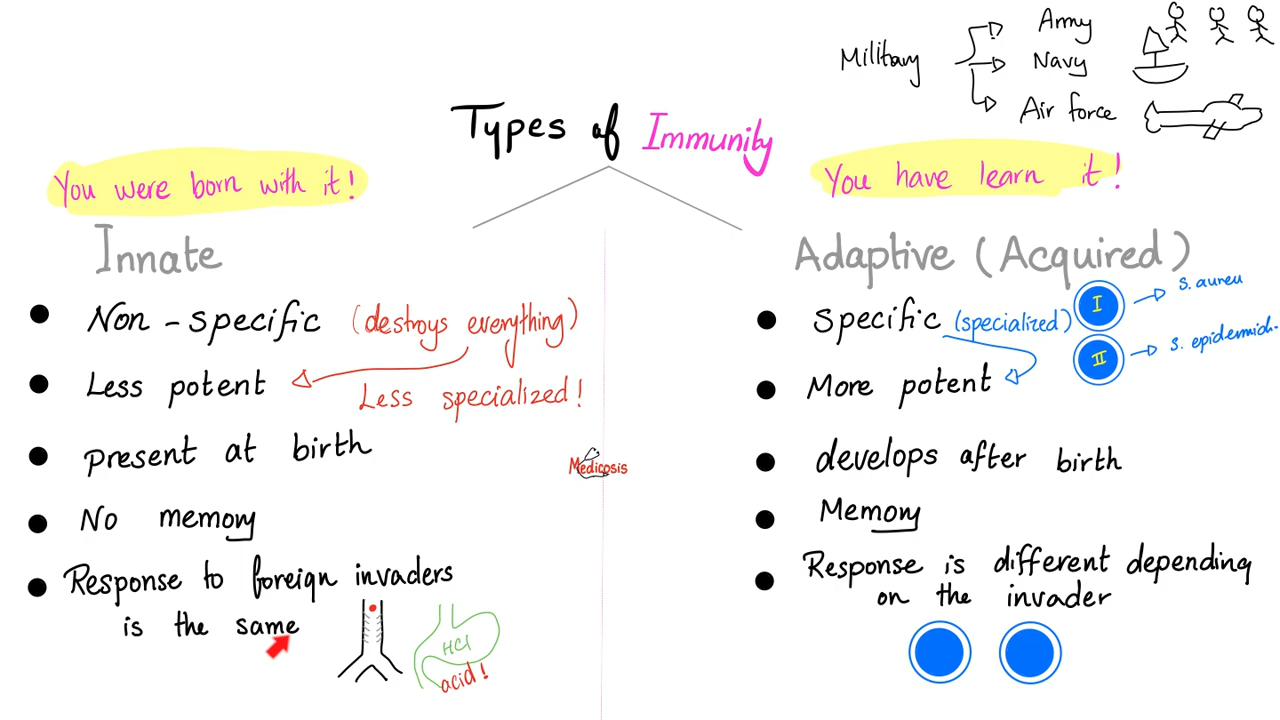 Military
Army
Navy
Air force
Types of Immunity
You were born with it!
You have learn it!
Innate
Adaptive (Acquired)
Non-specific (destroys everything)
Less potent
Less specialized!
present at birth
No memory
Response to foreign invaders
is the same
HCl
acid!
Medicosis
Specific (specialized)
I
S. aureu
II
S. epidermidi.
More potent
develops after birth
Memory
Response is different depending
on the invader